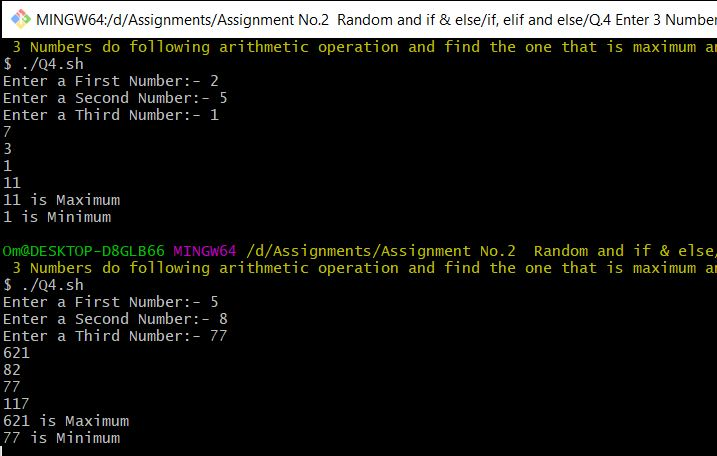 MINGW64:/d/Assignments/Assignment No.2  Random and if & else/if, elif and else/Q.4 Enter 3 Number
 3 Numbers do following arithmetic operation and find the one that is maximum an
$ ./Q4.sh
Enter a First Number:- 2
Enter a Second Number:- 5
Enter a Third Number:- 1
7
3
1
11
11 is Maximum
1 is Minimum
Om@DESKTOP-D8GLB66 MINGW64 /d/Assignments/Assignment No.2  Random and if & else/
 3 Numbers do following arithmetic operation and find the one that is maximum an
$ ./Q4.sh
Enter a First Number:- 5
Enter a Second Number:- 8
Enter a Third Number:- 77
621
82
77
117
621 is Maximum
77 is Minimum